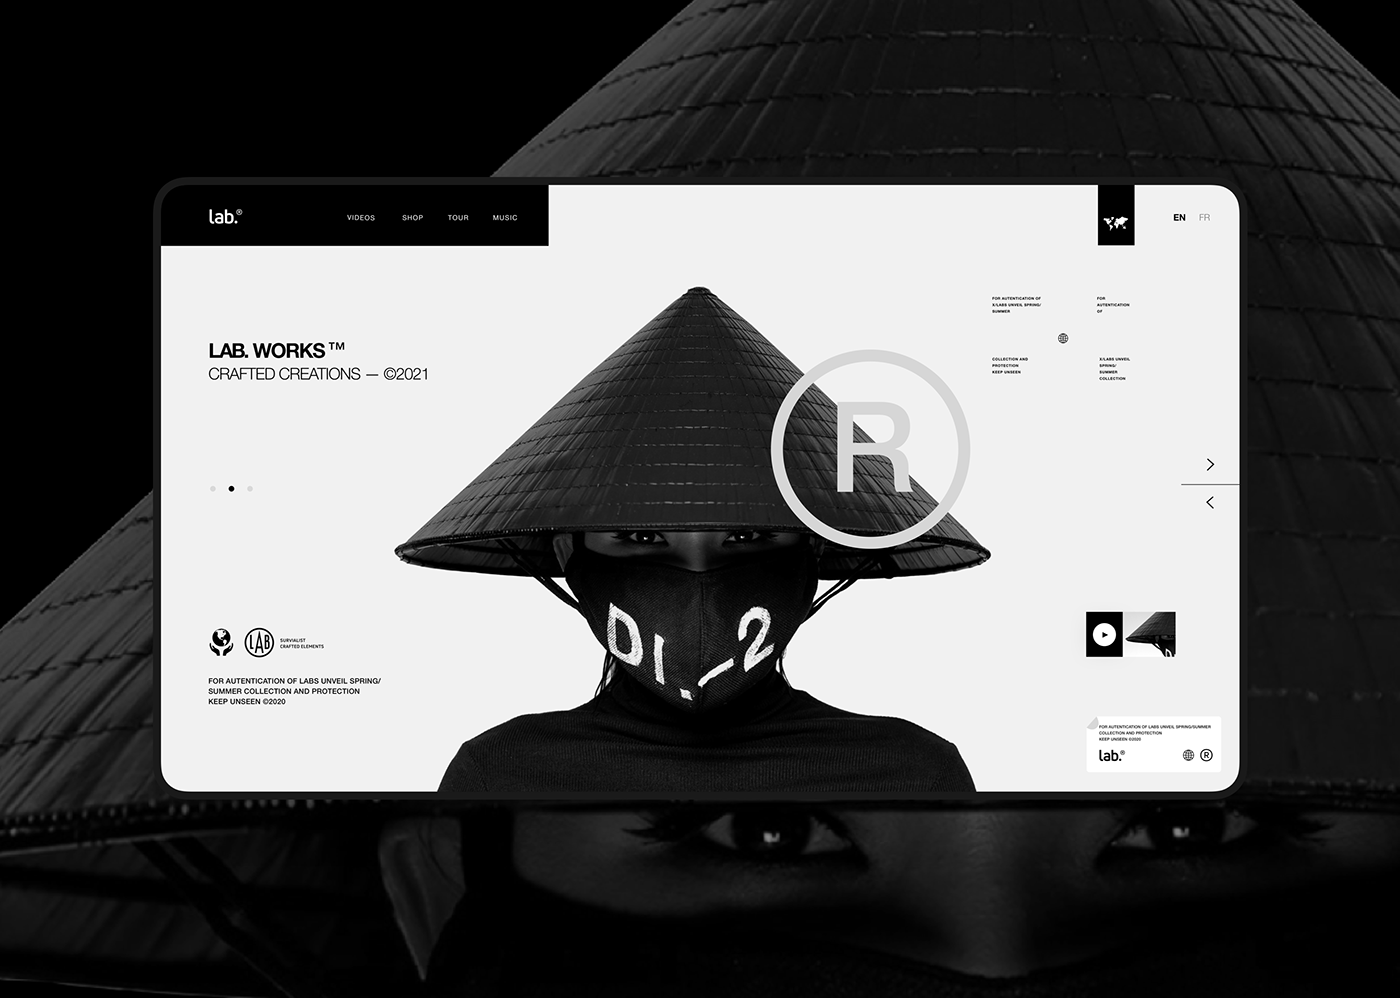 lab.®
VIDEOS SHOP TOUR MUSIC
EN FR
LAB. WORKS™
CRAFTED CREATIONS — ©2021
FOR AUTENTICATION OF
X/LABS UNVEIL SPRING/
SUMMER
FOR
AUTENTICATION
OF
COLLECTION AND
PROTECTION
KEEP UNSEEN
X/LABS UNVEIL
SPRING/
SUMMER
COLLECTION
R
DI._2
LAB
SURVIALIST
CRAFTED ELEMENTS
FOR AUTENTICATION OF LABS UNVEIL SPRING/
SUMMER COLLECTION AND PROTECTION
KEEP UNSEEN ©2020
FOR AUTENTICATION OF LABS UNVEIL SPRING/SUMMER
COLLECTION AND PROTECTION
KEEP UNSEEN ©2020
lab.®
®